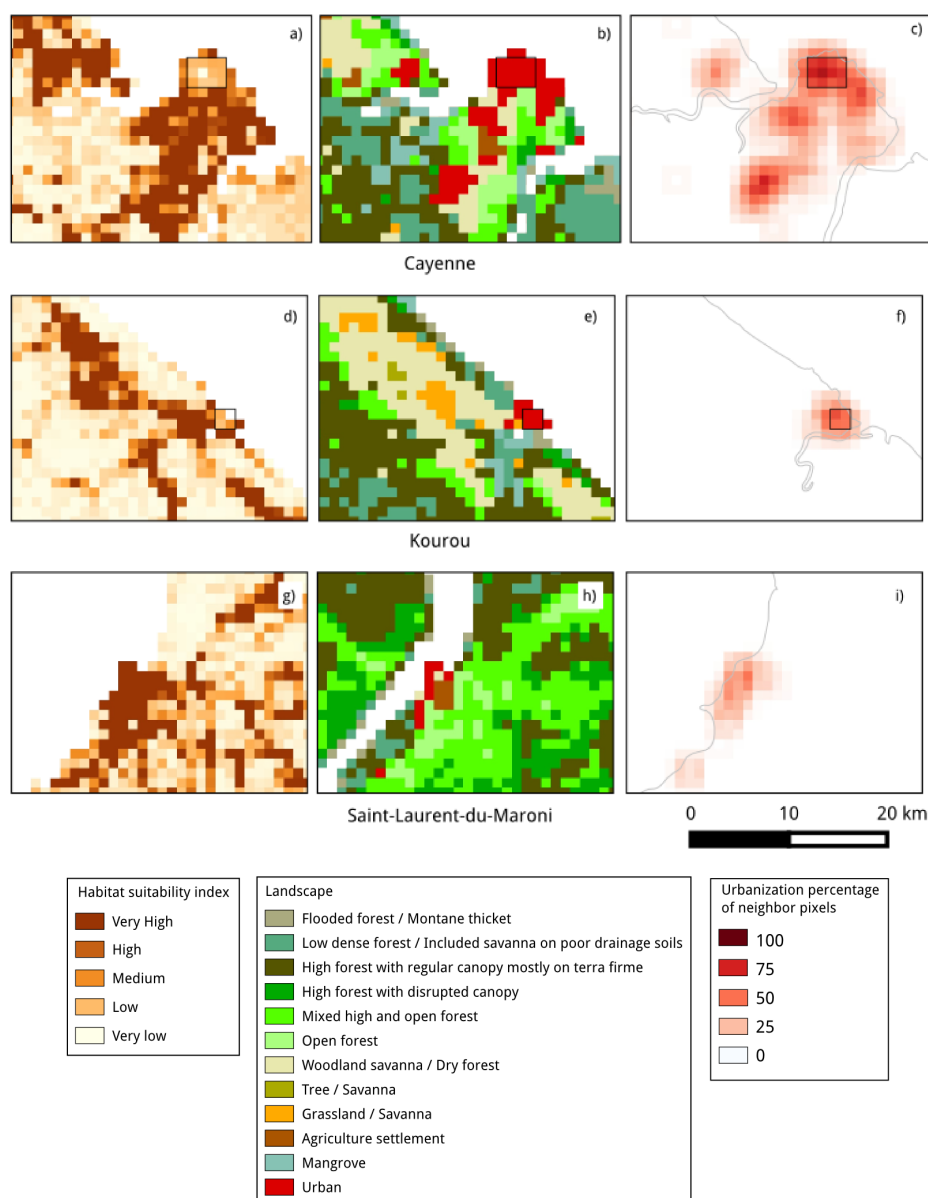 a)
b)
c)
Cayenne
d)
e)
f)
Kourou
g)
h)
i)
Saint-Laurent-du-Maroni
0 10 20 km
Habitat suitability index
Very High
High
Medium
Low
Very low
Landscape
Flooded forest / Montane thicket
Low dense forest / Included savanna on poor drainage soils
High forest with regular canopy mostly on terra firme
High forest with disrupted canopy
Mixed high and open forest
Open forest
Woodland savanna / Dry forest
Tree / Savanna
Grassland / Savanna
Agriculture settlement
Mangrove
Urban
Urbanization percentage
of neighbor pixels
100
75
50
25
0